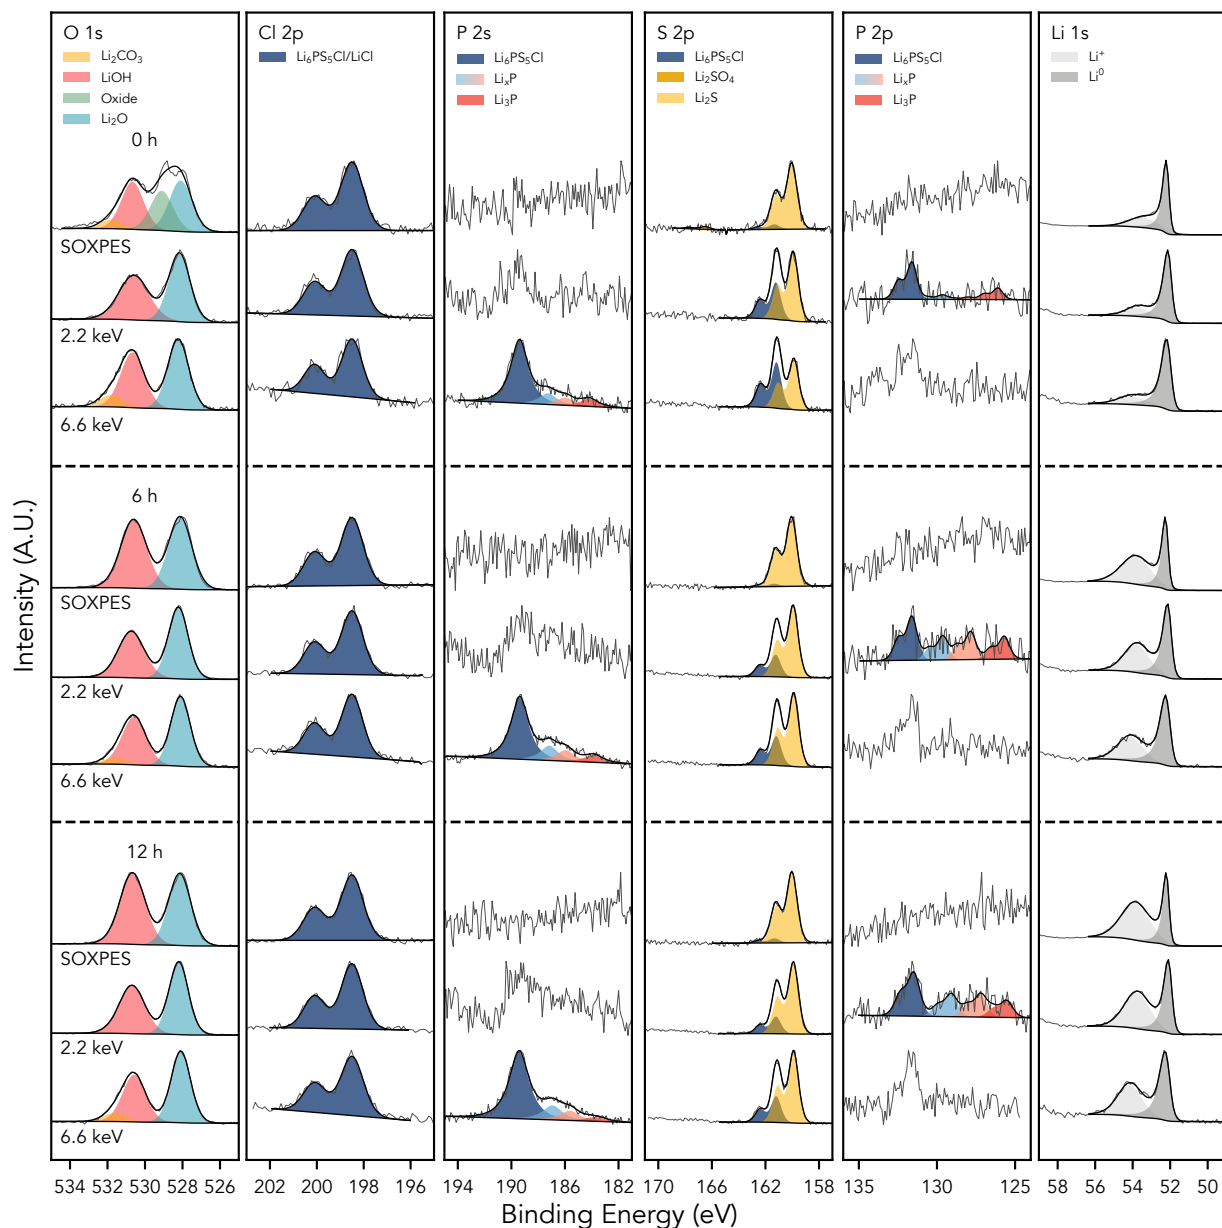 O 1s
Li₂CO₃
LiOH
Oxide
Li₂O
Cl 2p
Li₆PS₅Cl/LiCl
P 2s
Li₆PS₅Cl
LiₓP
Li₃P
S 2p
Li₆PS₅Cl
Li₂SO₄
Li₂S
P 2p
Li₆PS₅Cl
LiₓP
Li₃P
Li 1s
Li⁺
Li⁰
0 h
SOXPES
2.2 keV
6.6 keV
6 h
SOXPES
2.2 keV
6.6 keV
12 h
SOXPES
2.2 keV
6.6 keV
Intensity (A.U.)
534 532 530 528 526
202 200 198 196
194 190 186 182
170 166 162 158
135 130 125
58 56 54 52 50
Binding Energy (eV)